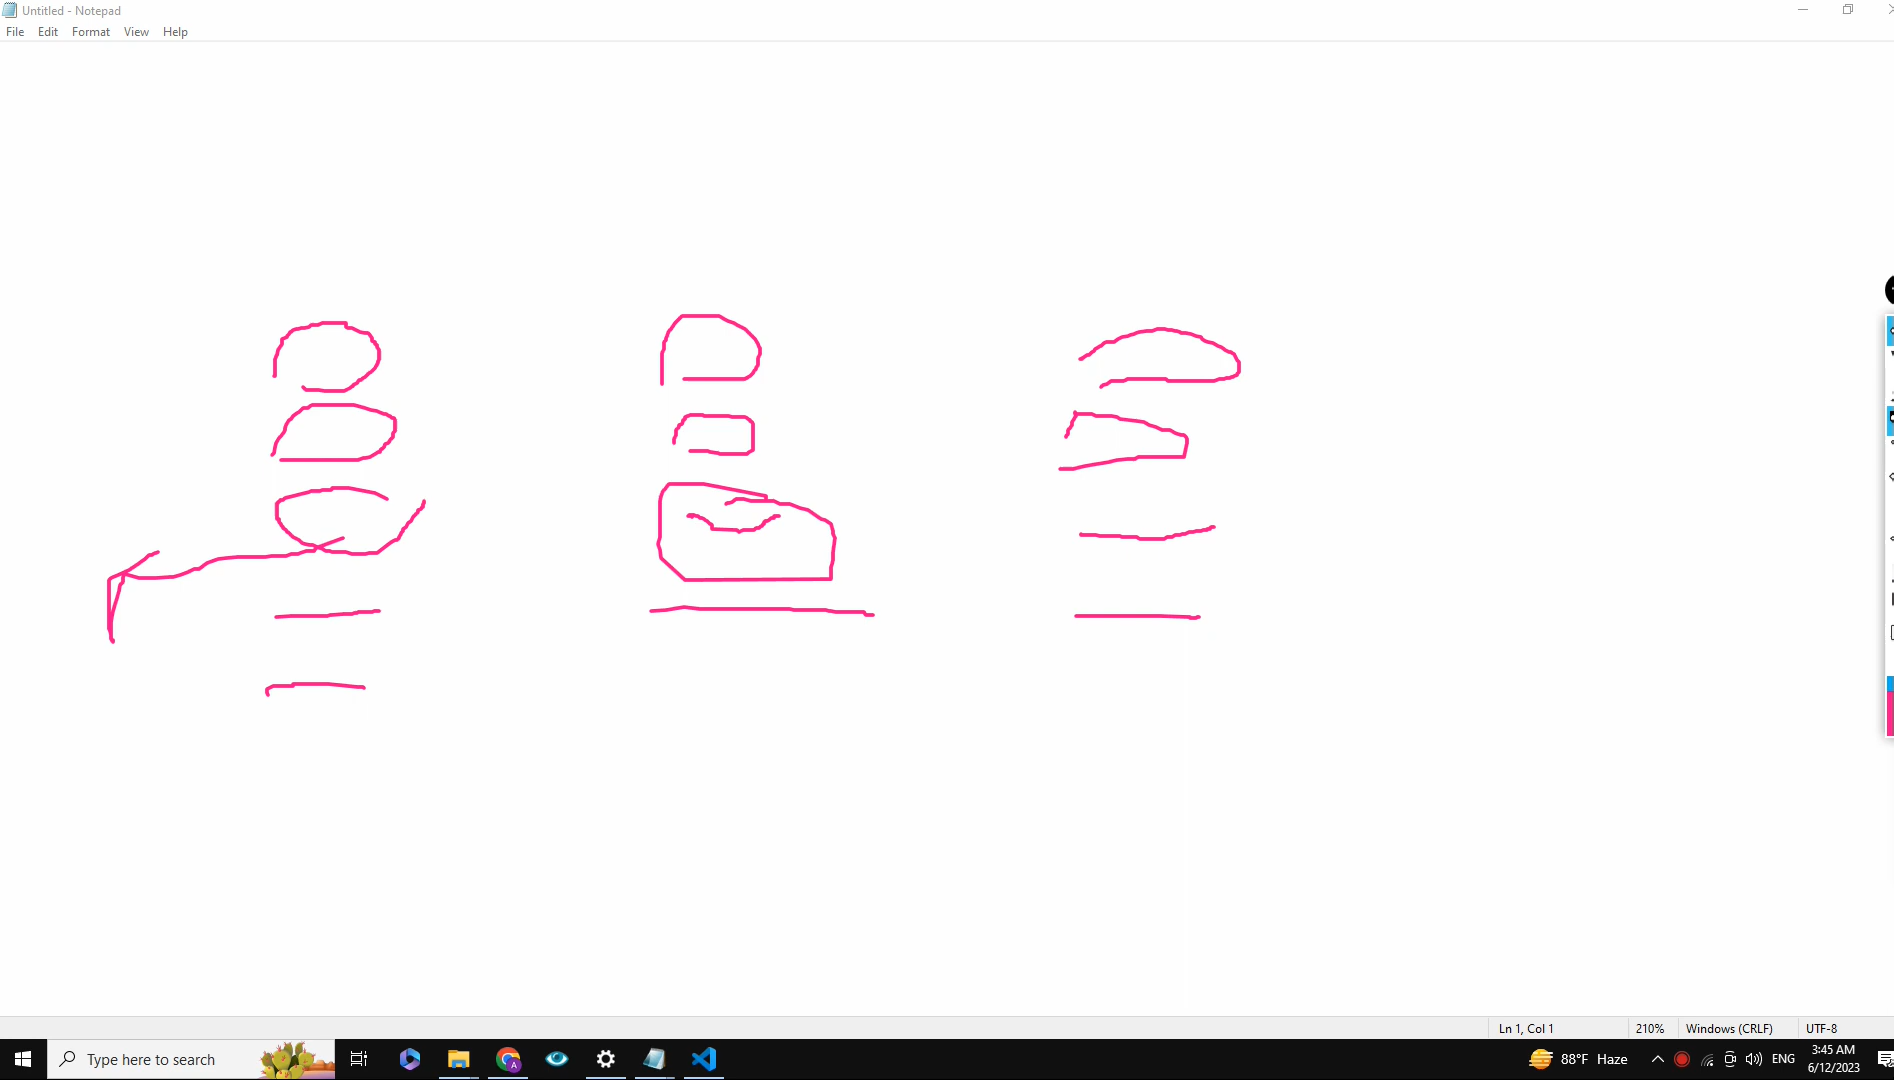 Untitled - Notepad
File Edit Format View Help
Ln 1, Col 1 210% Windows (CRLF) UTF-8
Type here to search
88°F Haze ENG 3:45 AM
6/12/2023